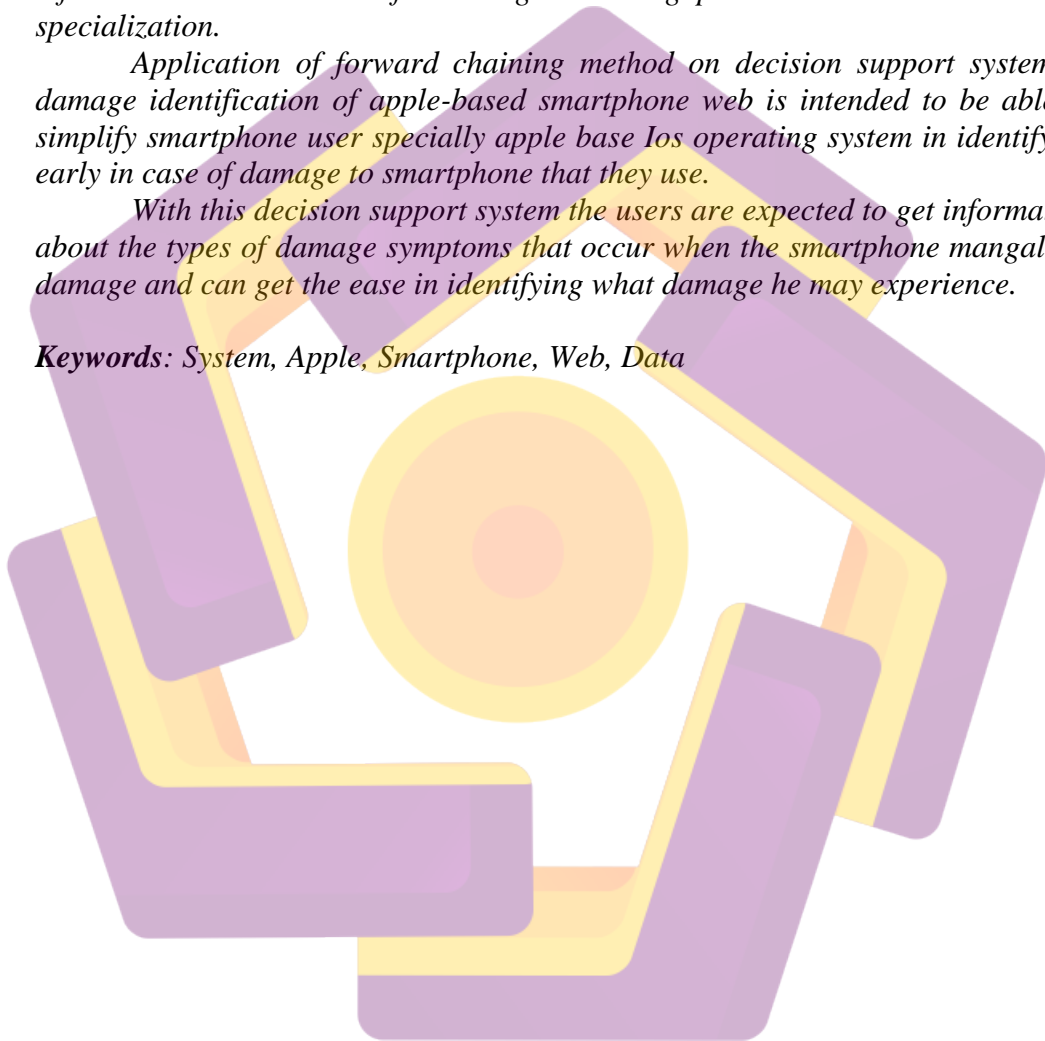 specialization.
Application of forward chaining method on decision support system
damage identification of apple-based smartphone web is intended to be able
simplify smartphone user specially apple base Ios operating system in identify
early in case of damage to smartphone that they use.
With this decision support system the users are expected to get informa
about the types of damage symptoms that occur when the smartphone mangal
damage and can get the ease in identifying what damage he may experience.
Keywords: System, Apple, Smartphone, Web, Data